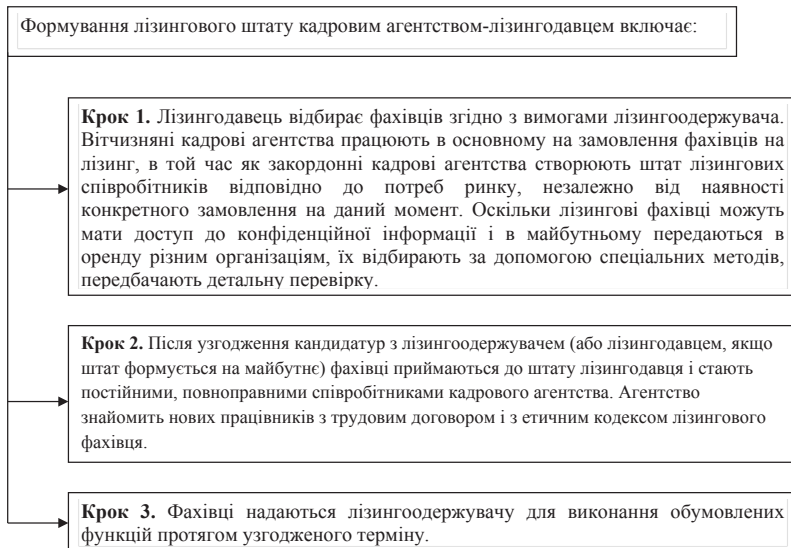 Формування лізингового штату кадровим агентством-лізингодавцем включає:
Крок 1. Лізингодавець відбирає фахівців згідно з вимогами лізингоодержувача.
Вітчизняні кадрові агентства працюють в основному на замовлення фахівців на
лізинг, в той час як закордонні кадрові агентства створюють штат лізингових
співробітників відповідно до потреб ринку, незалежно від наявності
конкретного замовлення на даний момент. Оскільки лізингові фахівці можуть
мати доступ до конфіденційної інформації і в майбутньому передаються в
оренду різним організаціям, їх відбирають за допомогою спеціальних методів,
передбачають детальну перевірку.
Крок 2. Після узгодження кандидатур з лізингоодержувачем (або лізингодавцем, якщо
штат формується на майбутнє) фахівці приймаються до штату лізингодавця і стають
постійними, повноправними співробітниками кадрового агентства. Агентство
знайомить нових працівників з трудовим договором і з етичним кодексом лізингового
фахівця.
Крок 3. Фахівці надаються лізингоодержувачу для виконання обумовлених
функцій протягом узгодженого терміну.